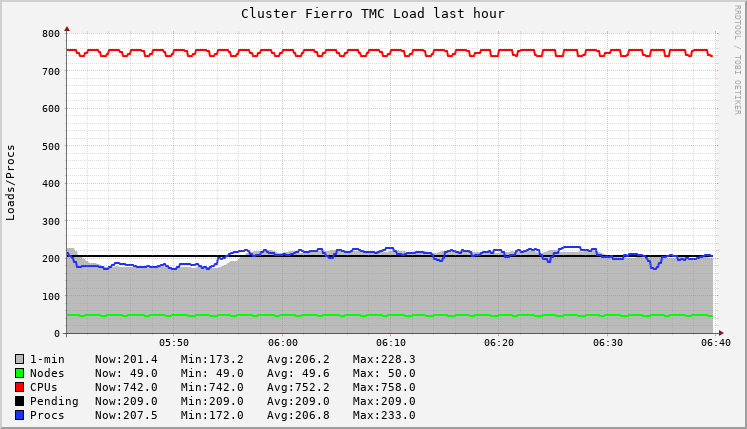 Cluster Fierro TMC Load last hour
RRDTOOL / TOBI OETIKER
Loads/Procs
800
700
600
500
400
300
200
100
0
05:50 06:00 06:10 06:20 06:30 06:40
1-min Now:201.4 Min:173.2 Avg:206.2 Max:228.3
Nodes Now: 49.0 Min: 49.0 Avg: 49.6 Max: 50.0
CPUs Now:742.0 Min:742.0 Avg:752.2 Max:758.0
Pending Now:209.0 Min:209.0 Avg:209.0 Max:209.0
Procs Now:207.5 Min:172.0 Avg:206.8 Max:233.0